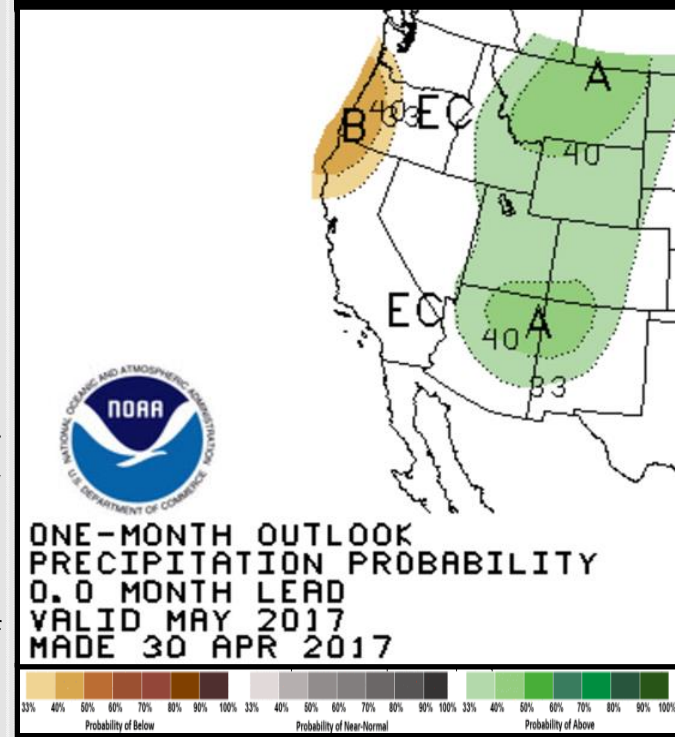 A
40
B
40
33
EC
EC
40
A
33
NATIONAL OCEANIC AND ATMOSPHERIC ADMINISTRATION
NOAA
U.S. DEPARTMENT OF COMMERCE
ONE-MONTH OUTLOOK
PRECIPITATION PROBABILITY
0.0 MONTH LEAD
VALID MAY 2017
MADE 30 APR 2017
33% 40% 50% 60% 70% 80% 90% 100% 33% 40% 50% 60% 70% 80% 90% 100% 33% 40% 50% 60% 70% 80% 90% 100%
Probability of Below Probability of Near-Normal Probability of Above